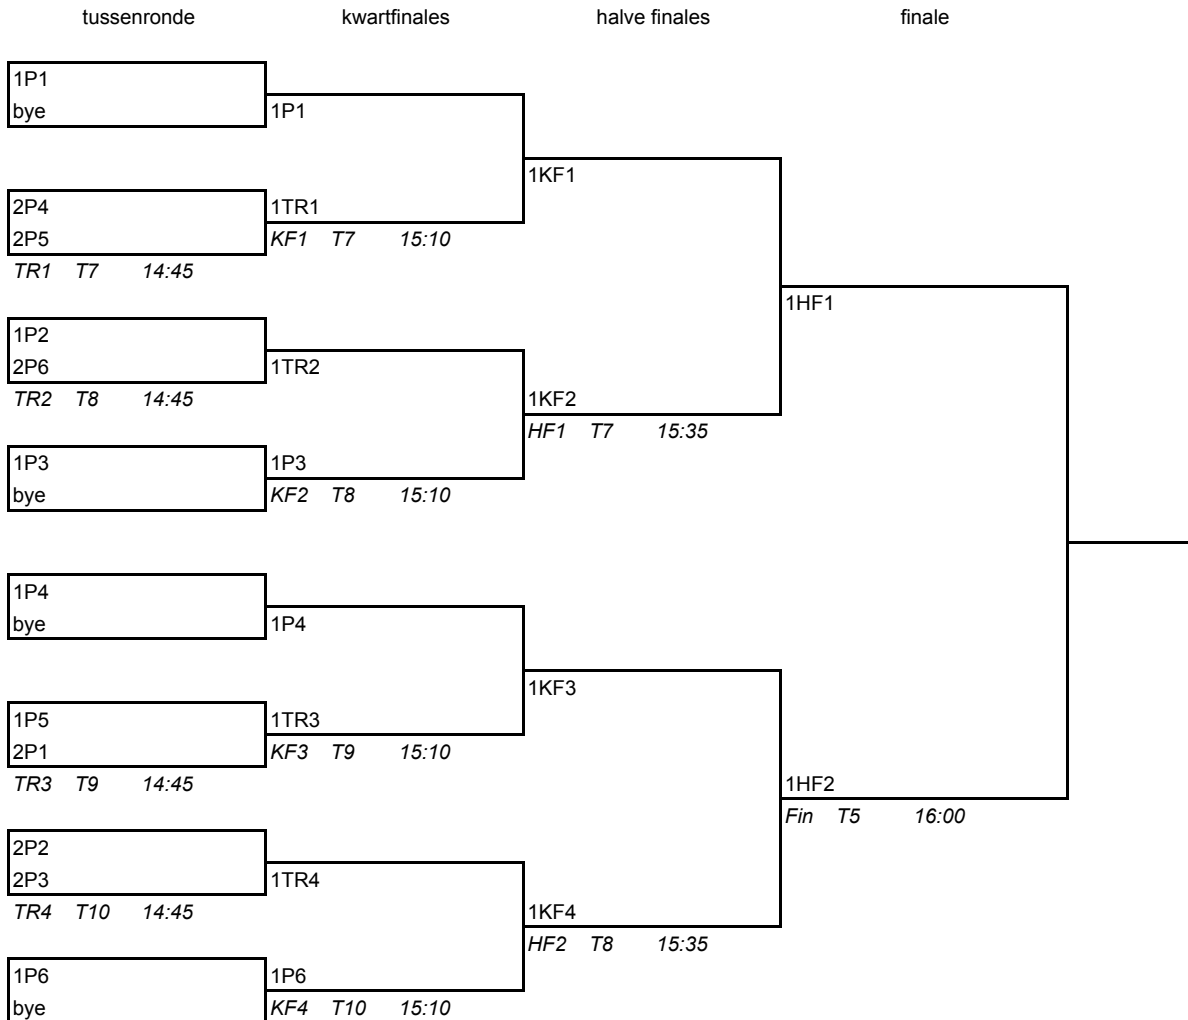 tussenronde kwartfinales halve finales finale
1P1
bye 1P1
1KF1
2P4 1TR1
2P5 KF1 T7 15:10
TR1 T7 14:45
1HF1
1P2
2P6 1TR2
TR2 T8 14:45 1KF2
HF1 T7 15:35
1P3 1P3
bye KF2 T8 15:10
1P4
bye 1P4
1KF3
1P5 1TR3
2P1 KF3 T9 15:10
TR3 T9 14:45 1HF2
Fin T5 16:00
2P2
2P3 1TR4
TR4 T10 14:45 1KF4
HF2 T8 15:35
1P6 1P6
bye KF4 T10 15:10